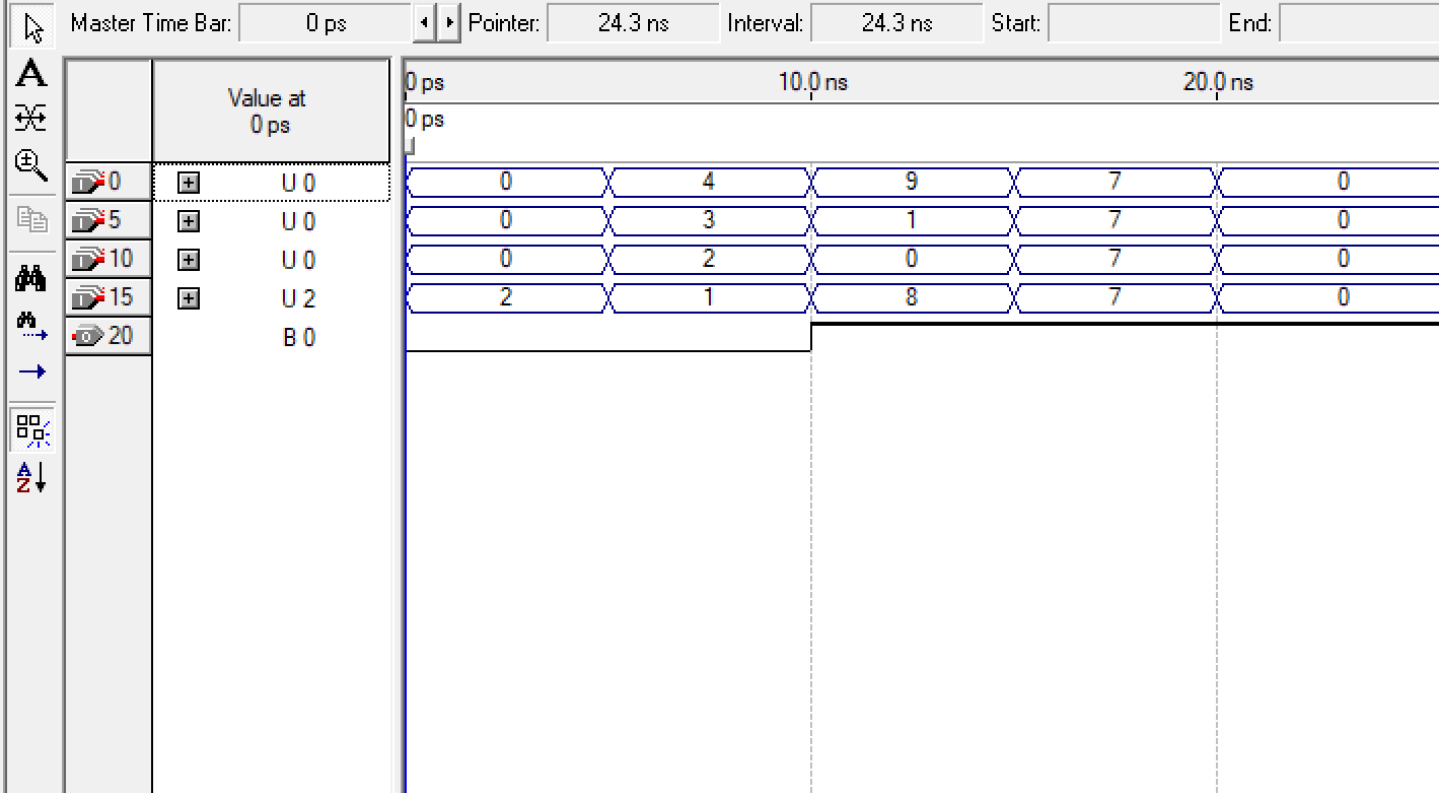 Master Time Bar: 0 ps Pointer: 24.3 ns Interval: 24.3 ns Start: End:
A
Value at
0 ps
0 ps 10.0 ns 20.0 ns
0 ps
0 U 0 0 4 9 7 0
5 U 0 0 3 1 7 0
10 U 0 0 2 0 7 0
15 U 2 2 1 8 7 0
20 B 0
A
Z